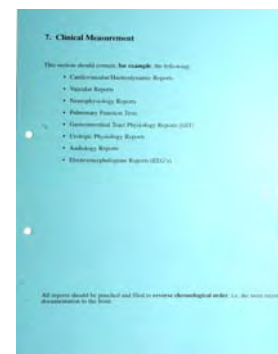 7. Clinical Measurement
This section should contain, for example, the following:
• Cardiovascular/Haemodynamic Reports
• Vascular Reports
• Neurophysiology Reports
• Pulmonary Function Tests
• Gastrointestinal Tract Physiology Reports (GIT)
• Urologic Physiology Reports
• Audiology Reports
• Electroencephalogram Reports (EEG's)
All reports should be punched and filed in reverse chronological order, i.e. the most recent
documentation to the front.